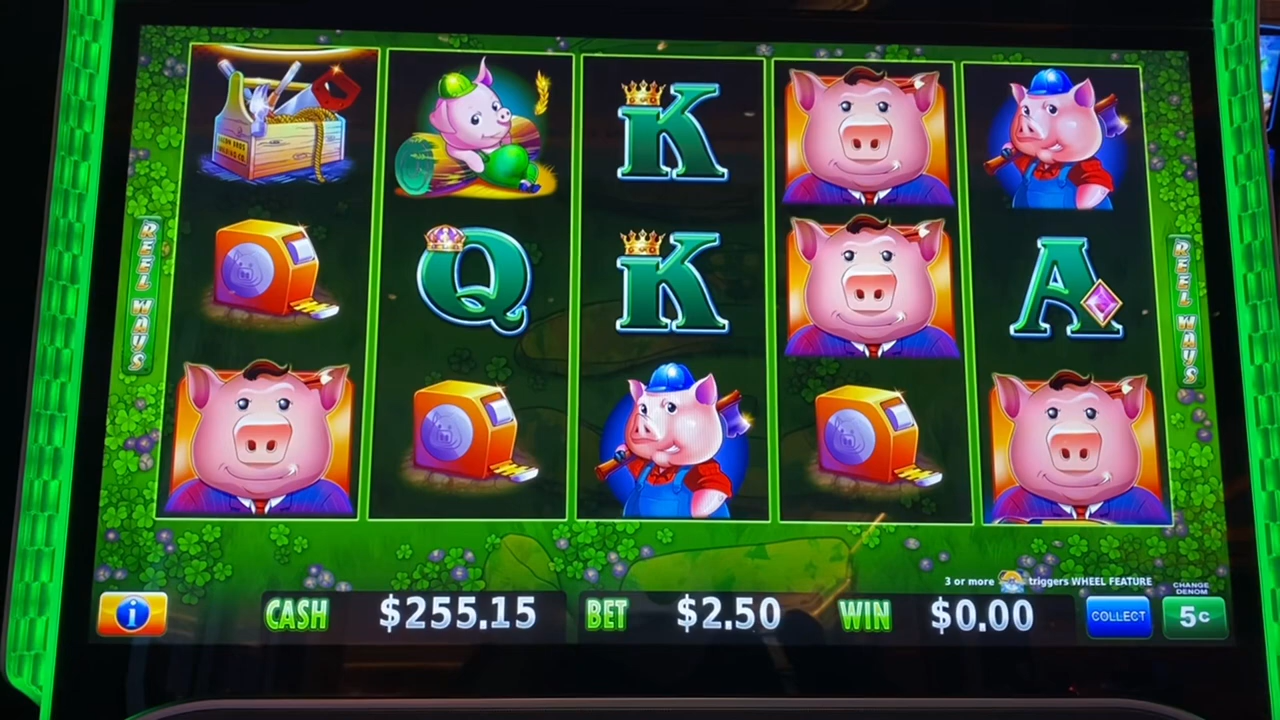 K
Q
K
A
REEL WAYS
REEL WAYS
3 or more triggers WHEEL FEATURE
i
CASH $255.15 BET $2.50 WIN $0.00
COLLECT
CHANGE
DENOM
5¢